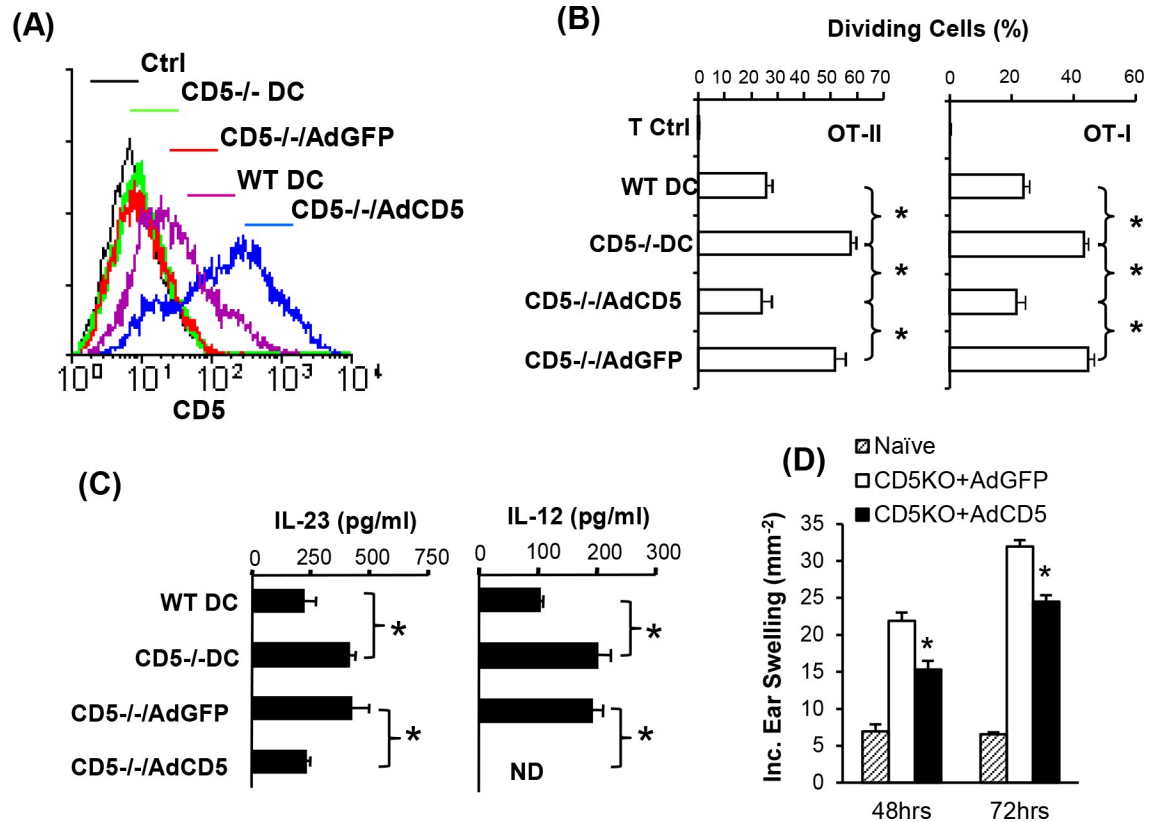 (A)
Ctrl
CD5-/- DC
CD5-/-/AdGFP
WT DC
CD5-/-/AdCD5
10⁰ 10¹ 10² 10³ 10⁴
CD5
(B)
Dividing Cells (%)
0 10 20 30 40 50 60 70
0 20 40 60
T Ctrl
OT-II
OT-I
WT DC
*
*
CD5-/-DC
*
*
CD5-/-/AdCD5
*
*
CD5-/-/AdGFP
(C)
IL-23 (pg/ml)
IL-12 (pg/ml)
0 250 500 750
0 100 200 300
WT DC
*
*
CD5-/-DC
CD5-/-/AdGFP
*
*
CD5-/-/AdCD5
ND
(D)
Naïve
CD5KO+AdGFP
CD5KO+AdCD5
Inc. Ear Swelling (mm⁻²)
35
30
25
20
15
10
5
0
*
*
48hrs 72hrs